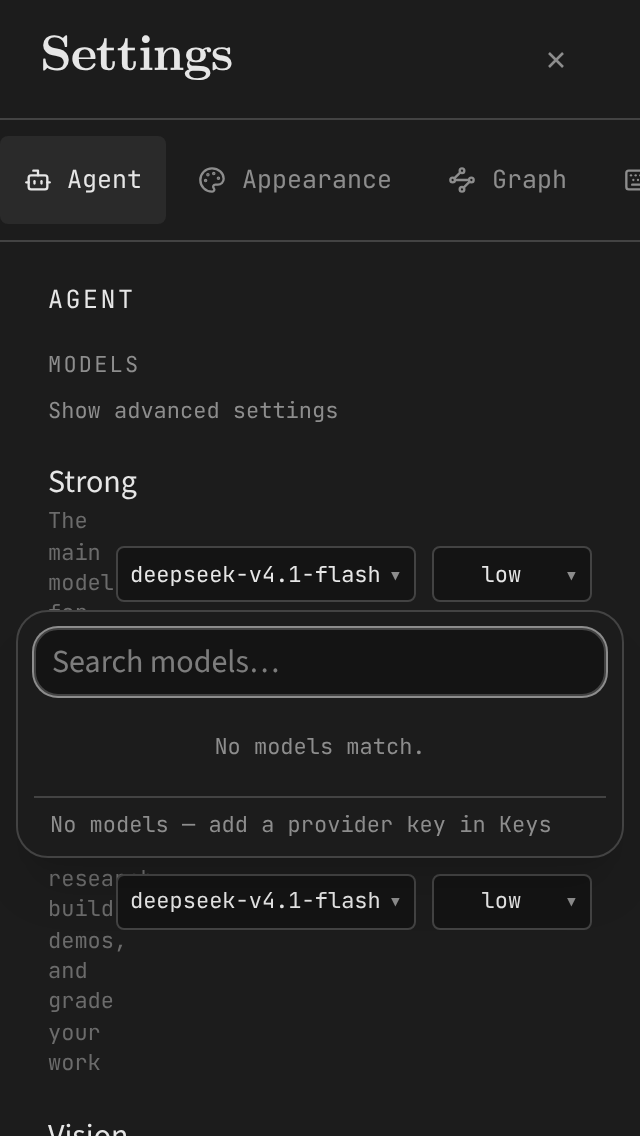 Settings
×
Agent Appearance Graph
AGENT
MODELS
Show advanced settings
Strong
The
main
model
deepseek-v4.1-flash ▾ low ▾
for
Search models…
No models match.
No models — add a provider key in Keys
deepseek-v4.1-flash ▾ low ▾
build
demos,
and
grade
your
work
Vision